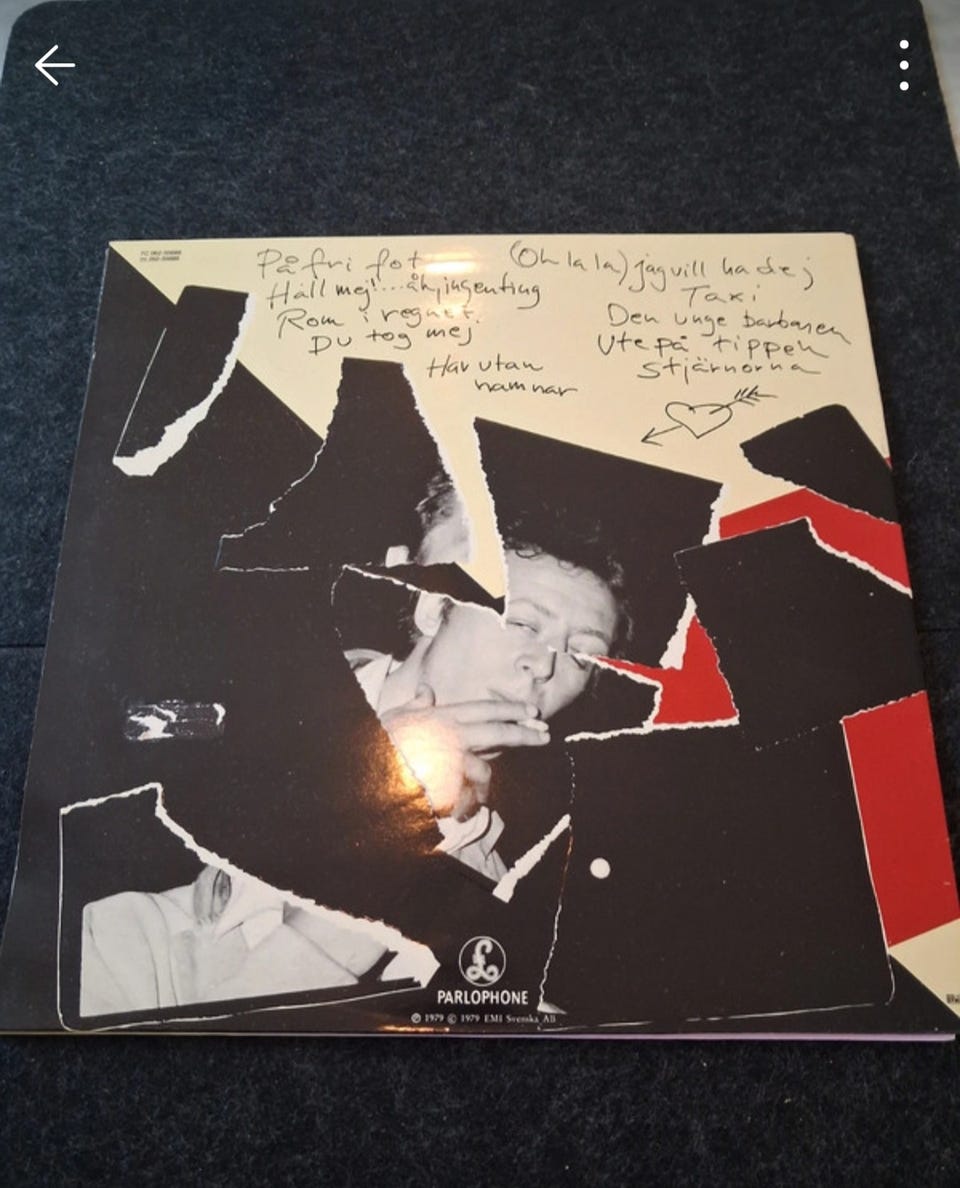 På fri fot
Håll mej!...åh, ingenting
Rom i regnet
Du tog mej
Hav utan
hamnar
(Oh la la) jag vill ha dej
Taxi
Den unge barbaren
Ute på tippen
Stjärnorna
£
PARLOPHONE
℗ 1979 © 1979 EMI Svenska AB